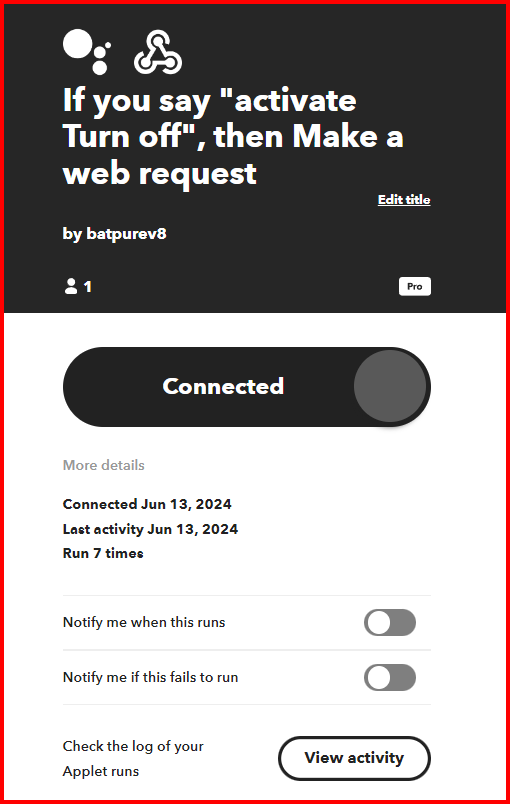 If you say "activate
Turn off", then Make a
web request
Edit title
by batpurev8
1
Pro
Connected
More details
Connected Jun 13, 2024
Last activity Jun 13, 2024
Run 7 times
Notify me when this runs
Notify me if this fails to run
Check the log of your
Applet runs
View activity